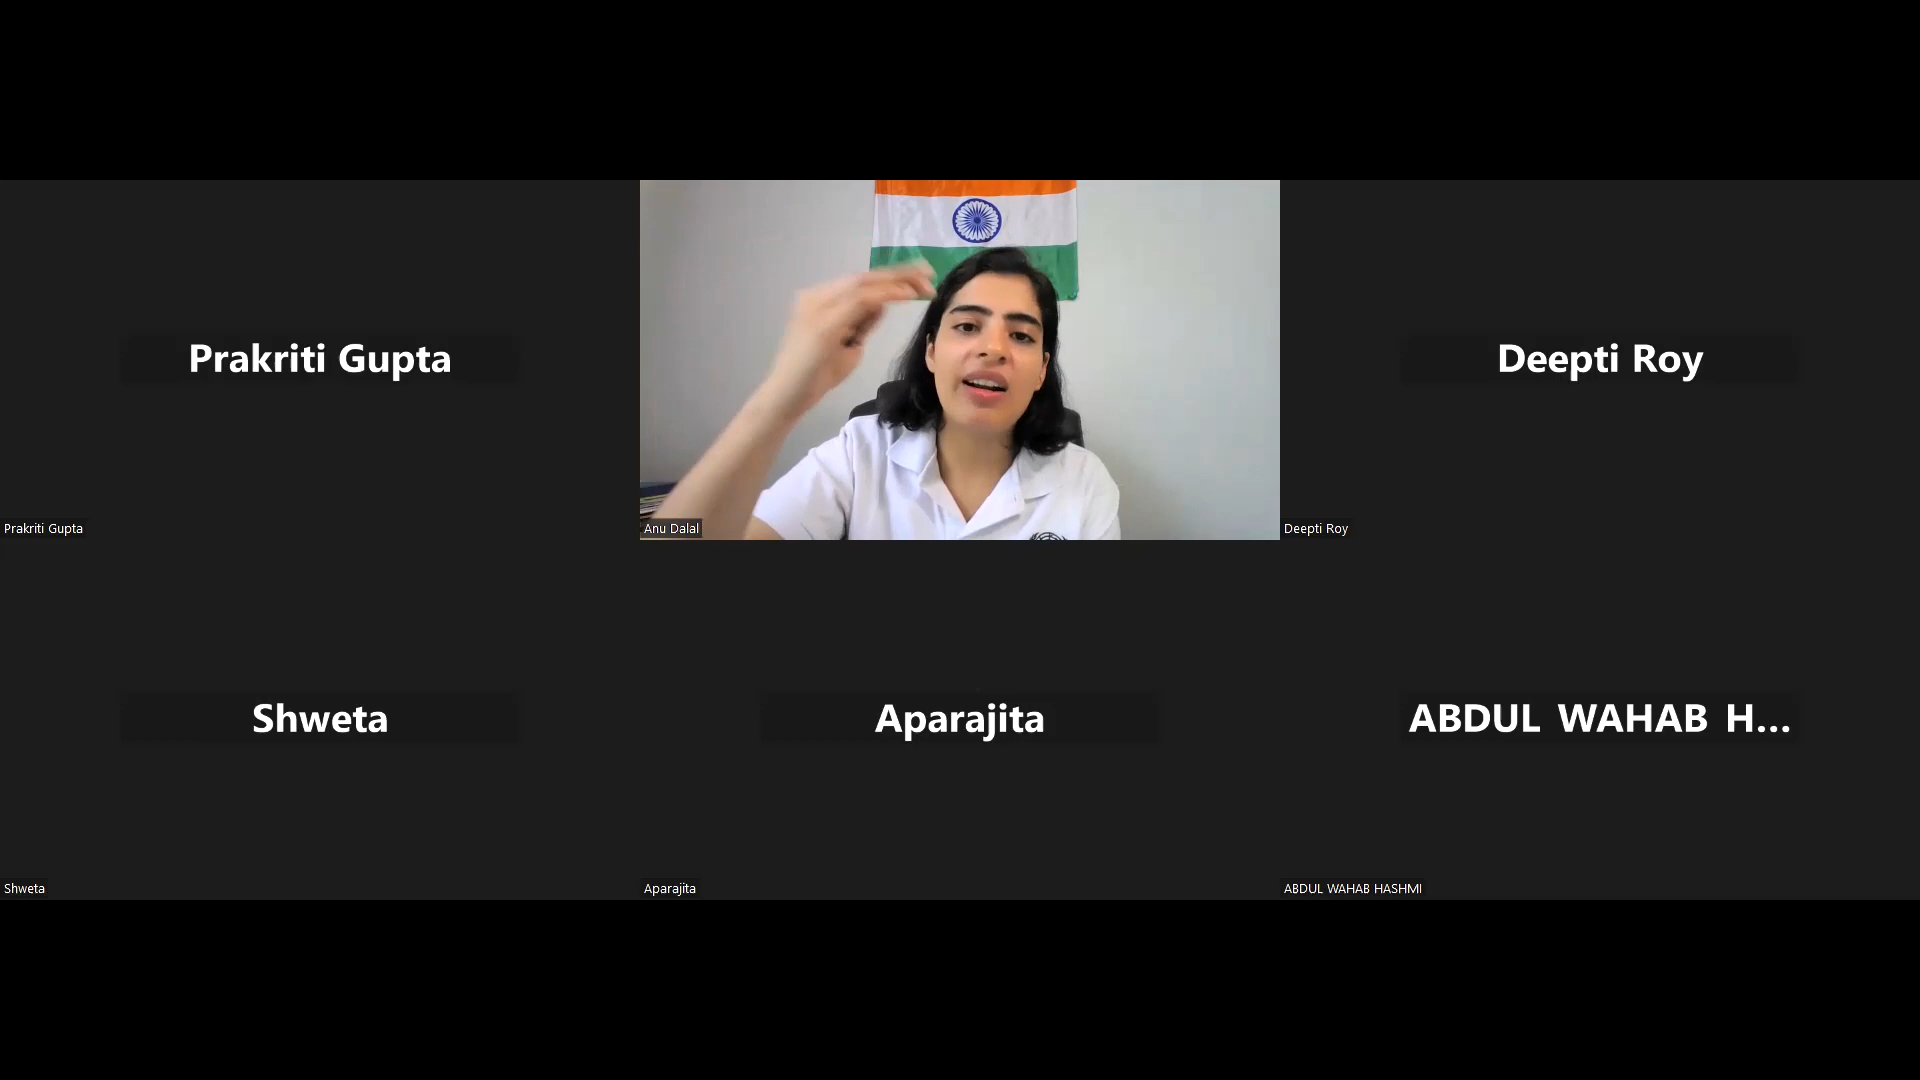 Prakriti Gupta
Deepti Roy
Prakriti Gupta
Anu Dalal
Deepti Roy
Shweta
Aparajita
ABDUL WAHAB H...
Shweta
Aparajita
ABDUL WAHAB HASHMI